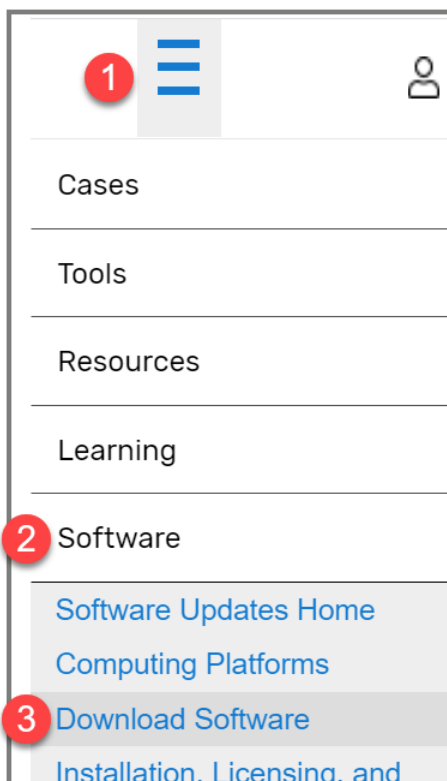 1
Cases
Tools
Resources
Learning
2 Software
Software Updates Home
Computing Platforms
3 Download Software
Installation, Licensing, and